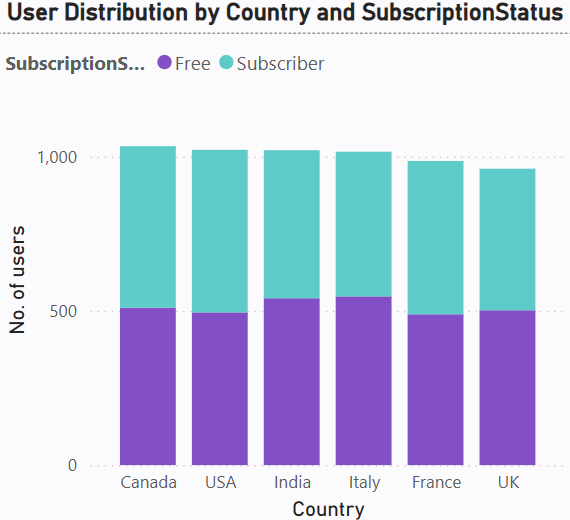 User Distribution by Country and SubscriptionStatus
SubscriptionS... Free Subscriber
1,000
500
0
No. of users
Canada USA India Italy France UK
Country